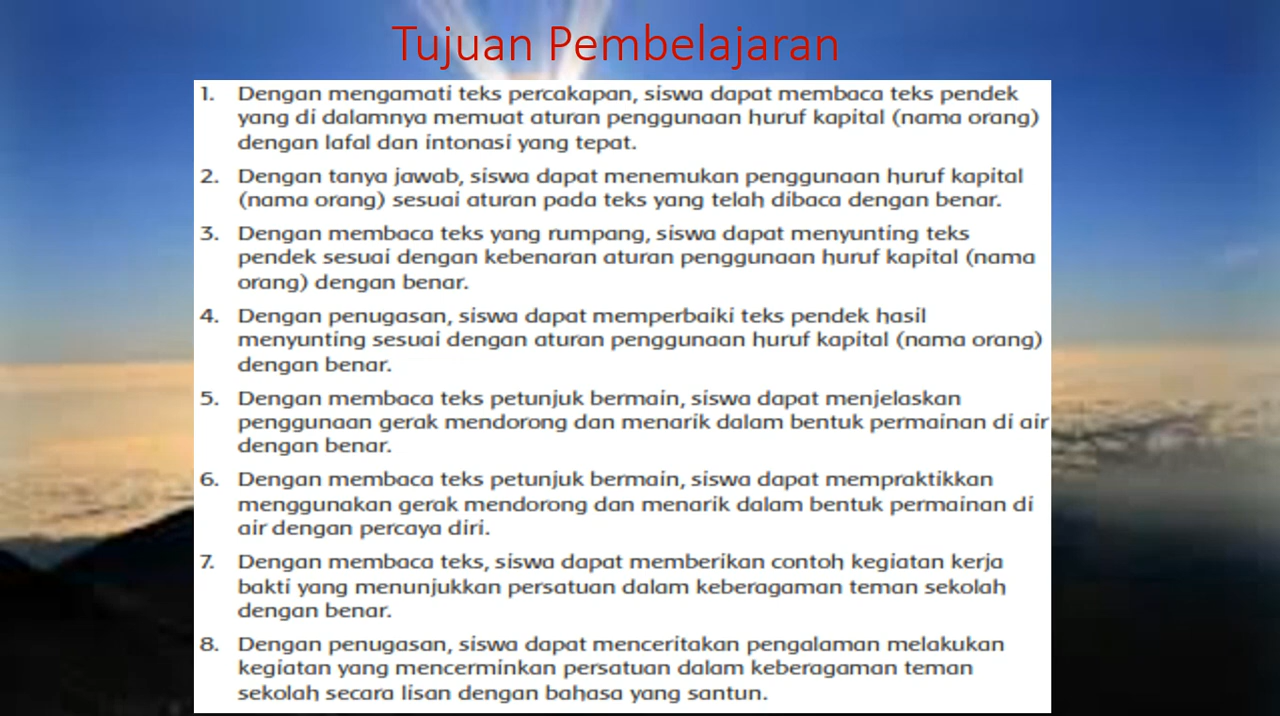 Tujuan Pembelajaran
1. Dengan mengamati teks percakapan, siswa dapat membaca teks pendek
yang di dalamnya memuat aturan penggunaan huruf kapital (nama orang)
dengan lafal dan intonasi yang tepat.
2. Dengan tanya jawab, siswa dapat menemukan penggunaan huruf kapital
(nama orang) sesuai aturan pada teks yang telah dibaca dengan benar.
3. Dengan membaca teks yang rumpang, siswa dapat menyunting teks
pendek sesuai dengan kebenaran aturan penggunaan huruf kapital (nama
orang) dengan benar.
4. Dengan penugasan, siswa dapat memperbaiki teks pendek hasil
menyunting sesuai dengan aturan penggunaan huruf kapital (nama orang)
dengan benar.
5. Dengan membaca teks petunjuk bermain, siswa dapat menjelaskan
penggunaan gerak mendorong dan menarik dalam bentuk permainan di air
dengan benar.
6. Dengan membaca teks petunjuk bermain, siswa dapat mempraktikkan
menggunakan gerak mendorong dan menarik dalam bentuk permainan di
air dengan percaya diri.
7. Dengan membaca teks, siswa dapat memberikan contoh kegiatan kerja
bakti yang menunjukkan persatuan dalam keberagaman teman sekolah
dengan benar.
8. Dengan penugasan, siswa dapat menceritakan pengalaman melakukan
kegiatan yang mencerminkan persatuan dalam keberagaman teman
sekolah secara lisan dengan bahasa yang santun.